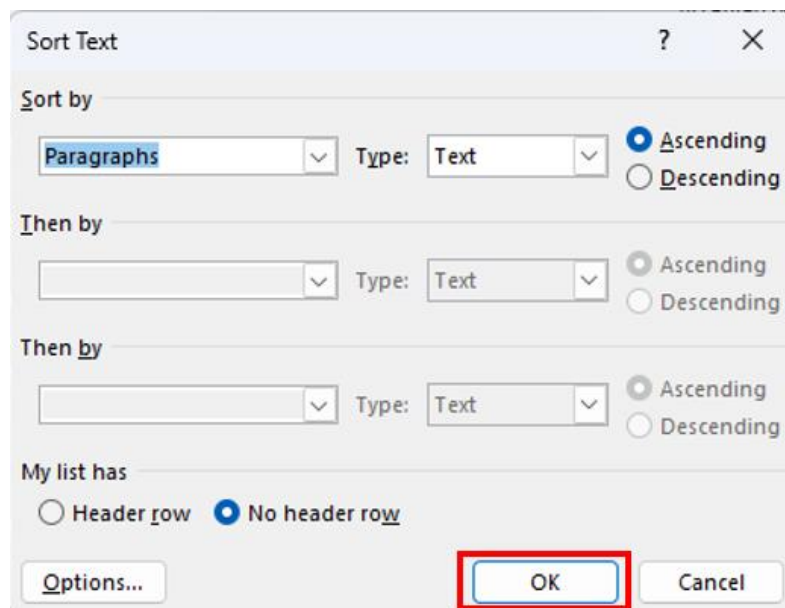 Sort Text ?
Sort by
Paragraphs Type: Text Ascending
Descending
Then by
Type: Text Ascending
Descending
Then by
Type: Text Ascending
Descending
My list has
Header row No header row
Options... OK Cancel